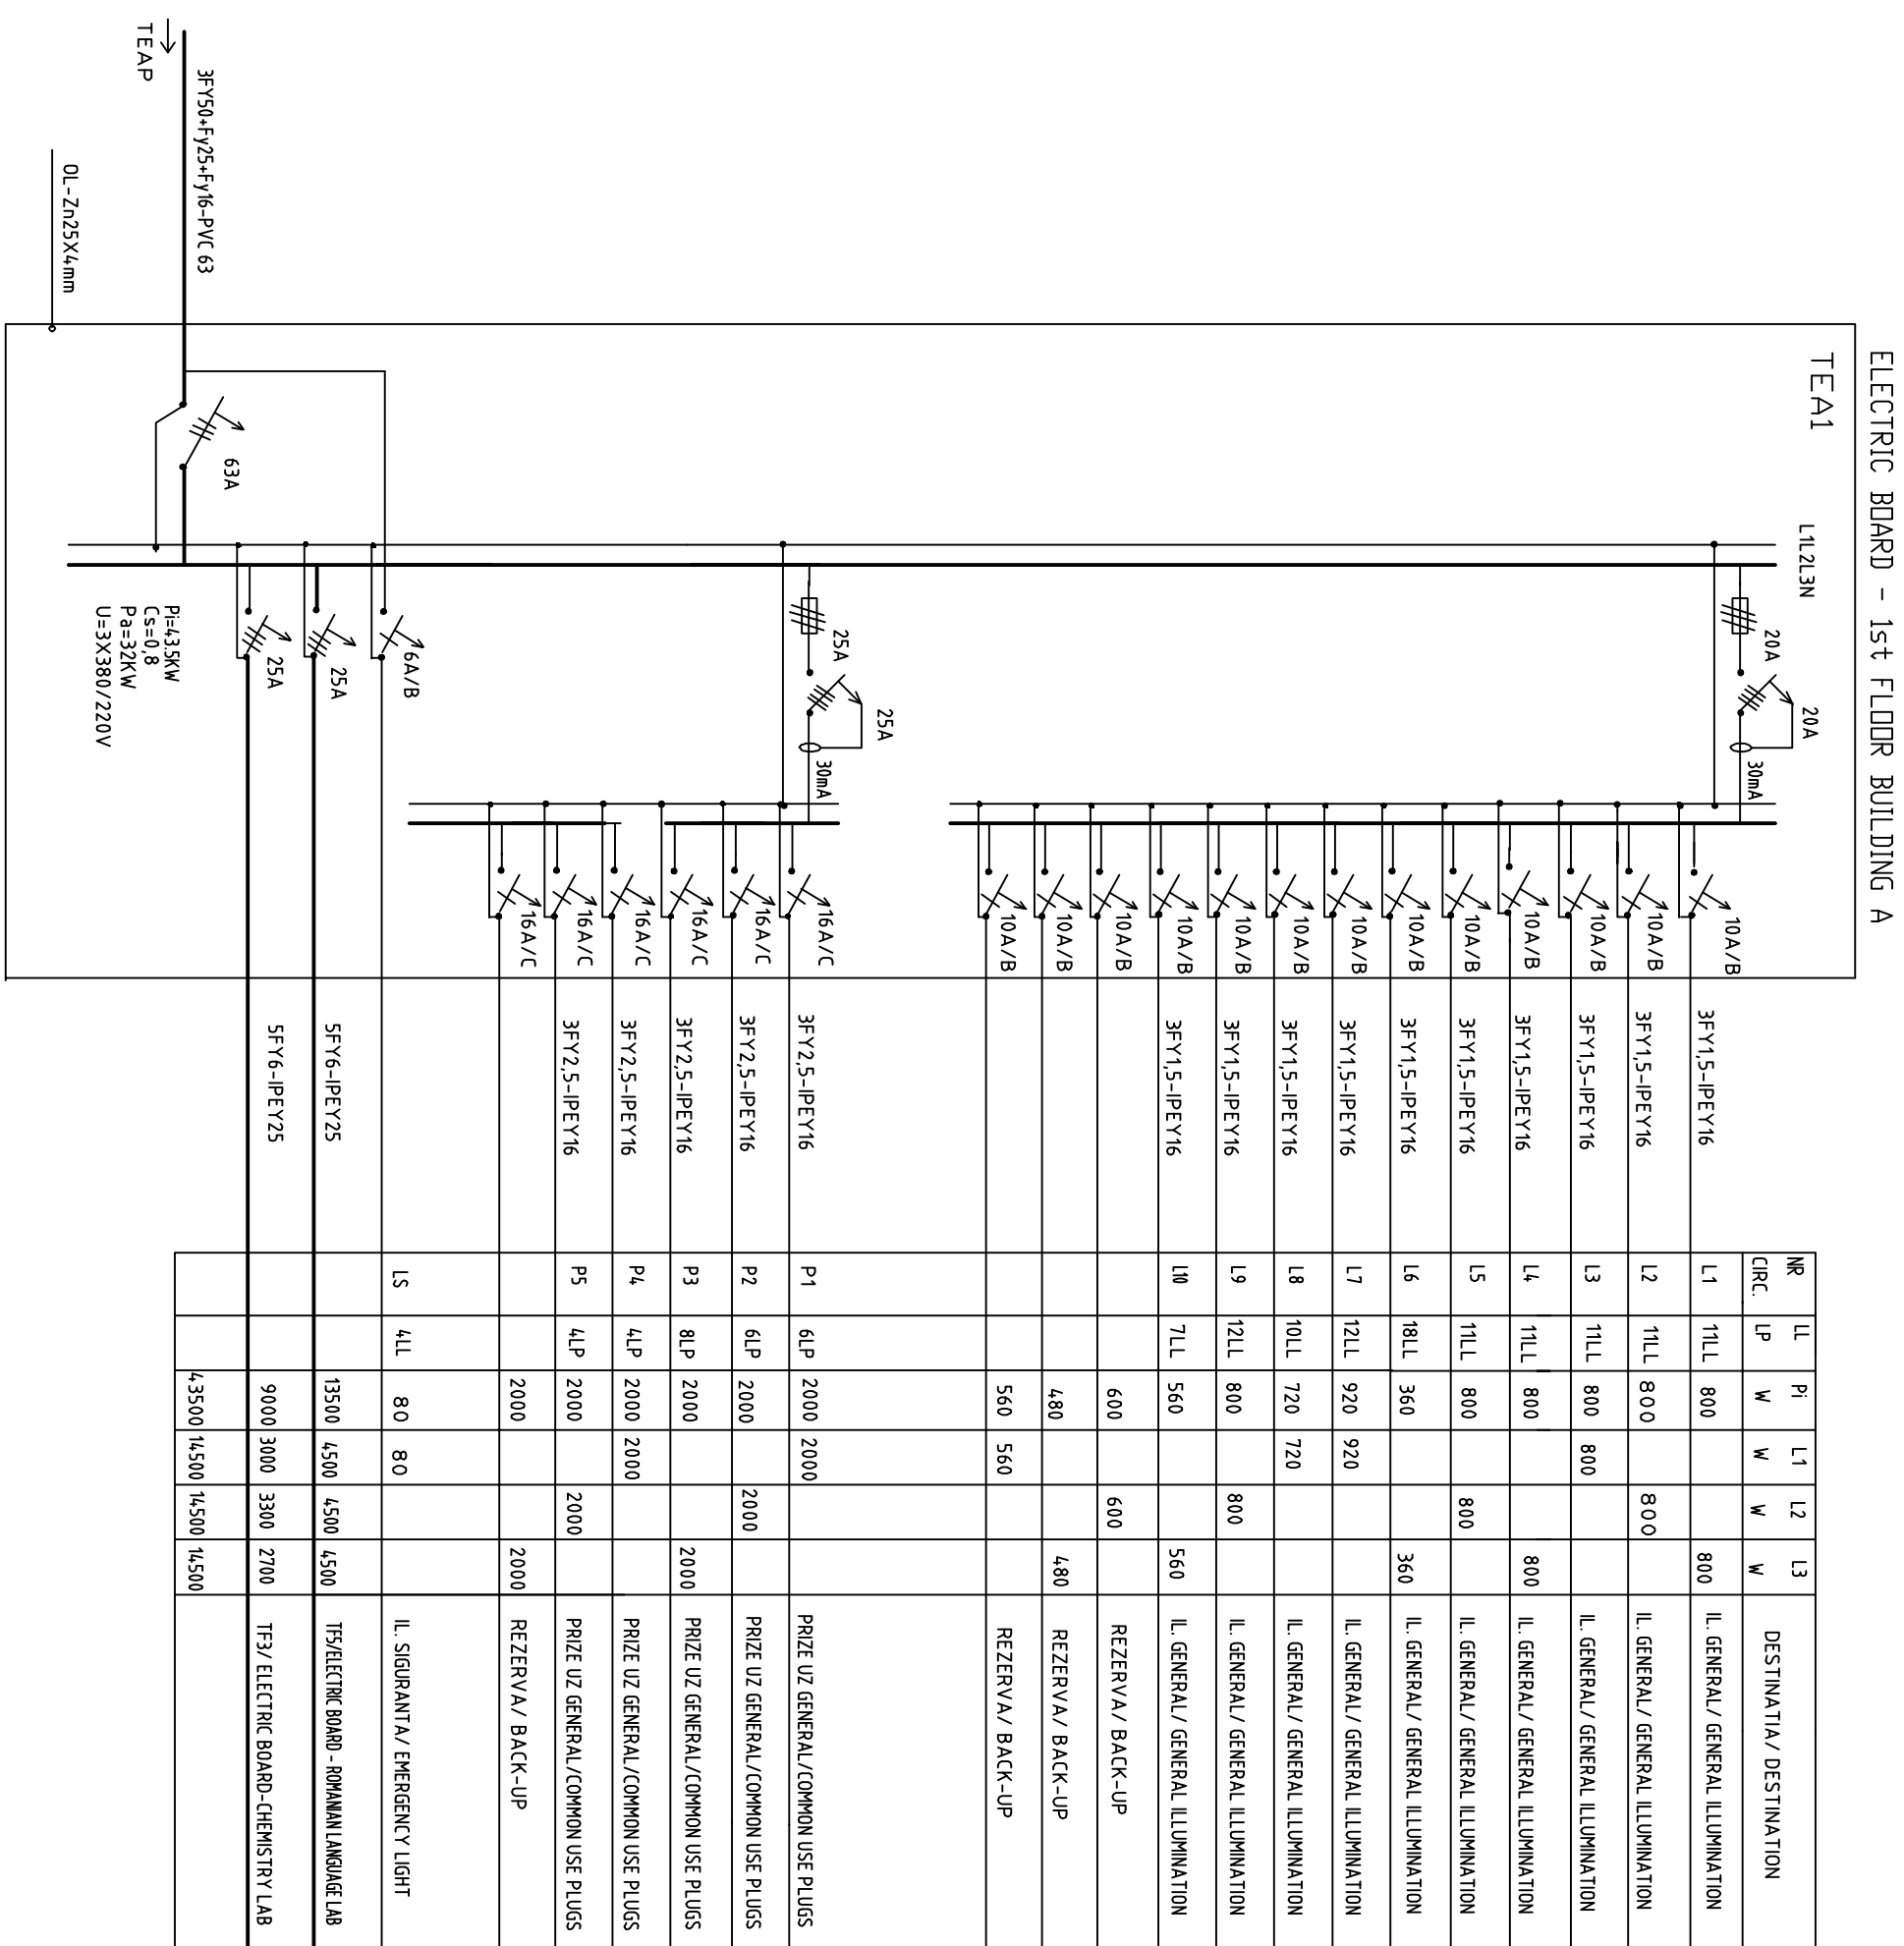 ELECTRIC BOARD - 1st FLOOR BUILDING A
TEA1
L1L2L3N
TEAP
3FY50+Fy25+Fy16-PVC 63
OL-Zn25X4mm
63A
20A
20A
30mA
25A
25A
30mA
6A/B
25A
25A
Pi=43.5KW
Cs=0,8
Pa=32KW
U=3X380/220V
NR CIRC. LL LP Pi W L1 W L2 W L3 W DESTINATIA/ DESTINATION
10A/B 3FY1,5-IPEY16 L1 11LL 800 800 IL. GENERAL/ GENERAL ILLUMINATION
10A/B 3FY1,5-IPEY16 L2 11LL 800 800 IL. GENERAL/ GENERAL ILLUMINATION
10A/B 3FY1,5-IPEY16 L3 11LL 800 800 IL. GENERAL/ GENERAL ILLUMINATION
10A/B 3FY1,5-IPEY16 L4 11LL 800 800 IL. GENERAL/ GENERAL ILLUMINATION
10A/B 3FY1,5-IPEY16 L5 11LL 800 800 IL. GENERAL/ GENERAL ILLUMINATION
10A/B 3FY1,5-IPEY16 L6 18LL 360 360 IL. GENERAL/ GENERAL ILLUMINATION
10A/B 3FY1,5-IPEY16 L7 12LL 920 920 IL. GENERAL/ GENERAL ILLUMINATION
10A/B 3FY1,5-IPEY16 L8 10LL 720 720 IL. GENERAL/ GENERAL ILLUMINATION
10A/B 3FY1,5-IPEY16 L9 12LL 800 800 IL. GENERAL/ GENERAL ILLUMINATION
10A/B 3FY1,5-IPEY16 L10 7LL 560 560 IL. GENERAL/ GENERAL ILLUMINATION
10A/B 600 600 REZERVA/ BACK-UP
10A/B 480 480 REZERVA/ BACK-UP
10A/B 560 560 REZERVA/ BACK-UP
16A/C 3FY2,5-IPEY16 P1 6LP 2000 2000 PRIZE UZ GENERAL/COMMON USE PLUGS
16A/C 3FY2,5-IPEY16 P2 6LP 2000 2000 PRIZE UZ GENERAL/COMMON USE PLUGS
16A/C 3FY2,5-IPEY16 P3 8LP 2000 2000 PRIZE UZ GENERAL/COMMON USE PLUGS
16A/C 3FY2,5-IPEY16 P4 4LP 2000 2000 PRIZE UZ GENERAL/COMMON USE PLUGS
16A/C 3FY2,5-IPEY16 P5 4LP 2000 2000 PRIZE UZ GENERAL/COMMON USE PLUGS
16A/C 2000 2000 REZERVA/ BACK-UP
LS 4LL 80 80 IL. SIGURANTA/ EMERGENCY LIGHT
5FY6-IPEY25 13500 4500 4500 4500 TF5/ELECTRIC BOARD - ROMANIAN LANGUAGE LAB
5FY6-IPEY25 9000 3000 3300 2700 TF3/ ELECTRIC BOARD-CHEMISTRY LAB
43500 14500 14500 14500